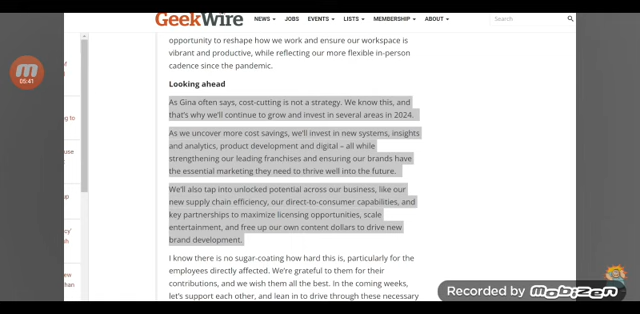 GeekWire
NEWS JOBS EVENTS LISTS MEMBERSHIP ABOUT
Search
opportunity to reshape how we work and ensure our workspace is
vibrant and productive, while reflecting our more flexible in-person
cadence since the pandemic.
Looking ahead
As Gina often says, cost-cutting is not a strategy. We know this, and
that's why we'll continue to grow and invest in several areas in 2024.
As we uncover more cost savings, we'll invest in new systems, insights
and analytics, product development and digital – all while
strengthening our leading franchises and ensuring our brands have
the essential marketing they need to thrive well into the future.
We'll also tap into unlocked potential across our business, like our
new supply chain efficiency, our direct-to-consumer capabilities, and
key partnerships to maximize licensing opportunities, scale
entertainment, and free up our own content dollars to drive new
brand development.
I know there is no sugar-coating how hard this is, particularly for the
employees directly affected. We're grateful to them for their
contributions, and we wish them all the best. In the coming weeks,
let's support each other, and lean in to drive through these necessary
05:41
Recorded by Mobizen